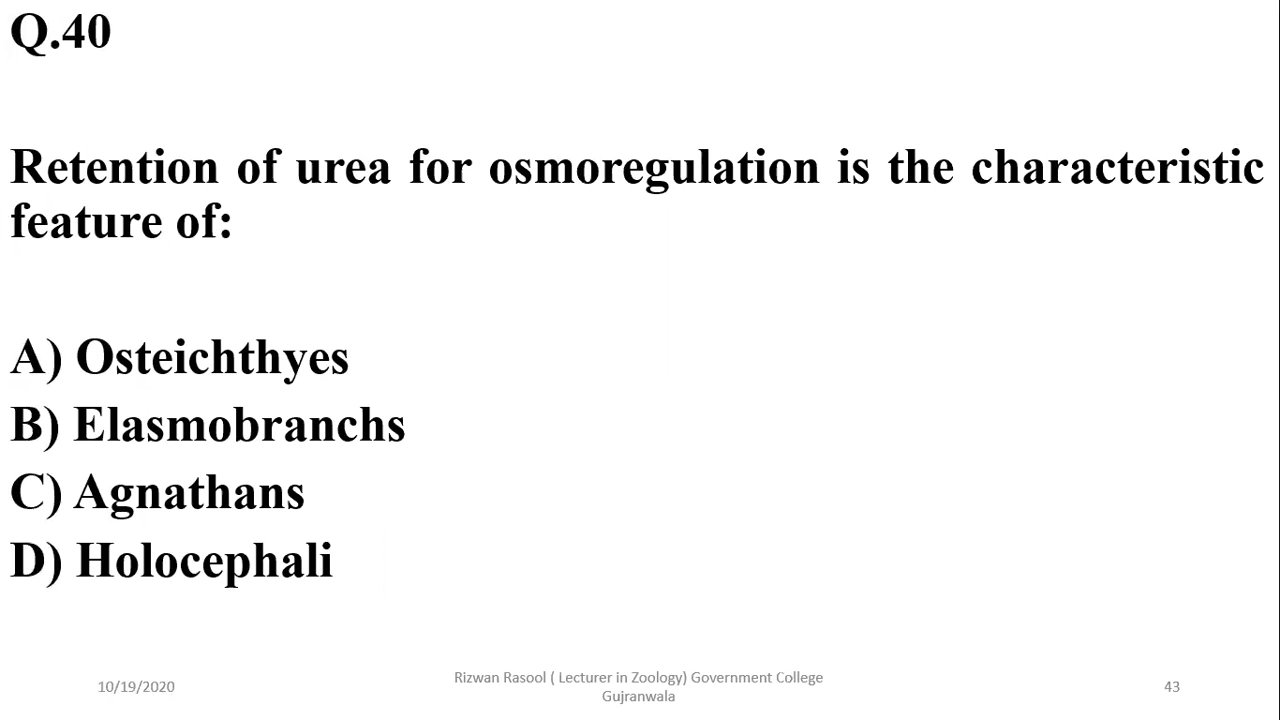 Q.40
Retention of urea for osmoregulation is the characteristic
feature of:
A) Osteichthyes
B) Elasmobranchs
C) Agnathans
D) Holocephali
10/19/2020
Rizwan Rasool ( Lecturer in Zoology) Government College
Gujranwala
43